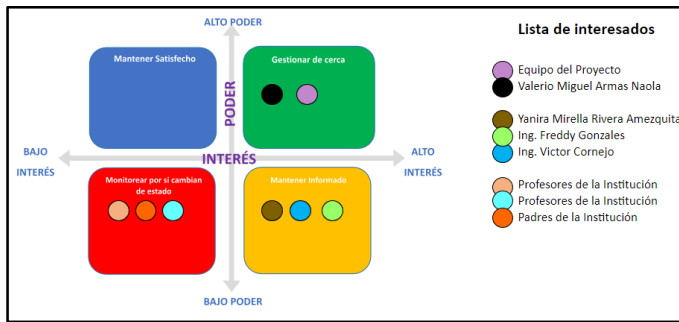 ALTO PODER
Lista de interesados
Mantener Satisfecho
Gestionar de cerca
PODER
Equipo del Proyecto
Valerio Miguel Armas Naola
Yanira Mirella Rivera Amezquita
Ing. Freddy Gonzales
Ing. Victor Cornejo
BAJO
INTERÉS
INTERÉS
ALTO
INTERÉS
Monitorear por si cambian
de estado
Mantener Informado
Profesores de la Institución
Profesores de la Institución
Padres de la Institución
BAJO PODER